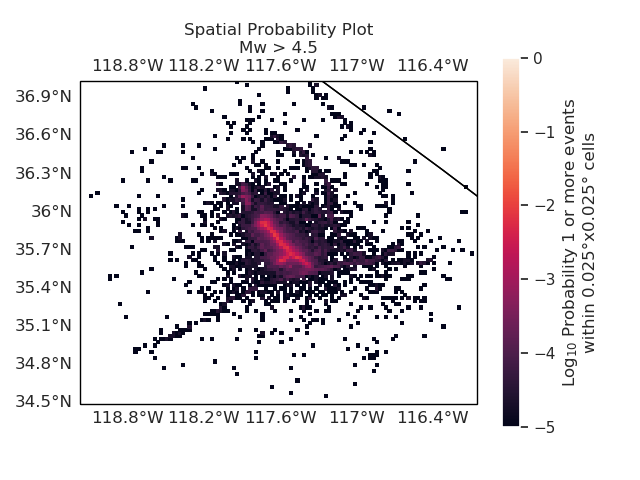 Spatial Probability Plot
Mw > 4.5
118.8°W 118.2°W 117.6°W 117°W 116.4°W
36.9°N
36.6°N
36.3°N
36°N
35.7°N
35.4°N
35.1°N
34.8°N
34.5°N
118.8°W 118.2°W 117.6°W 117°W 116.4°W
0
−1
−2
−3
−4
−5
Log₁₀ Probability 1 or more events
within 0.025°x0.025° cells